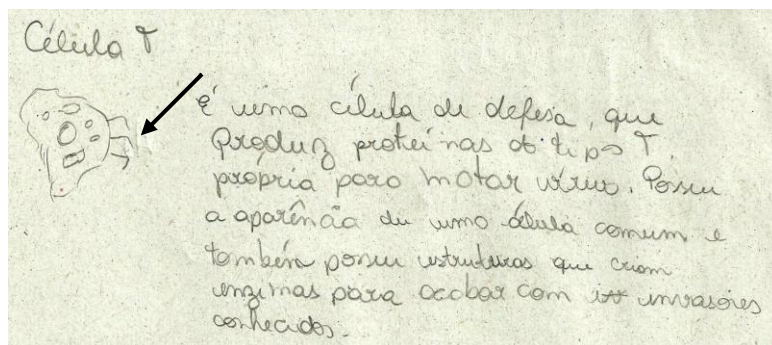 Célula T
É uma célula de defesa, que
produz proteínas do tipo T,
própria para matar vírus. Possui
a aparência de uma célula comum e
também possui estruturas que criam
enzimas para acabar com invasores
conhecidos.